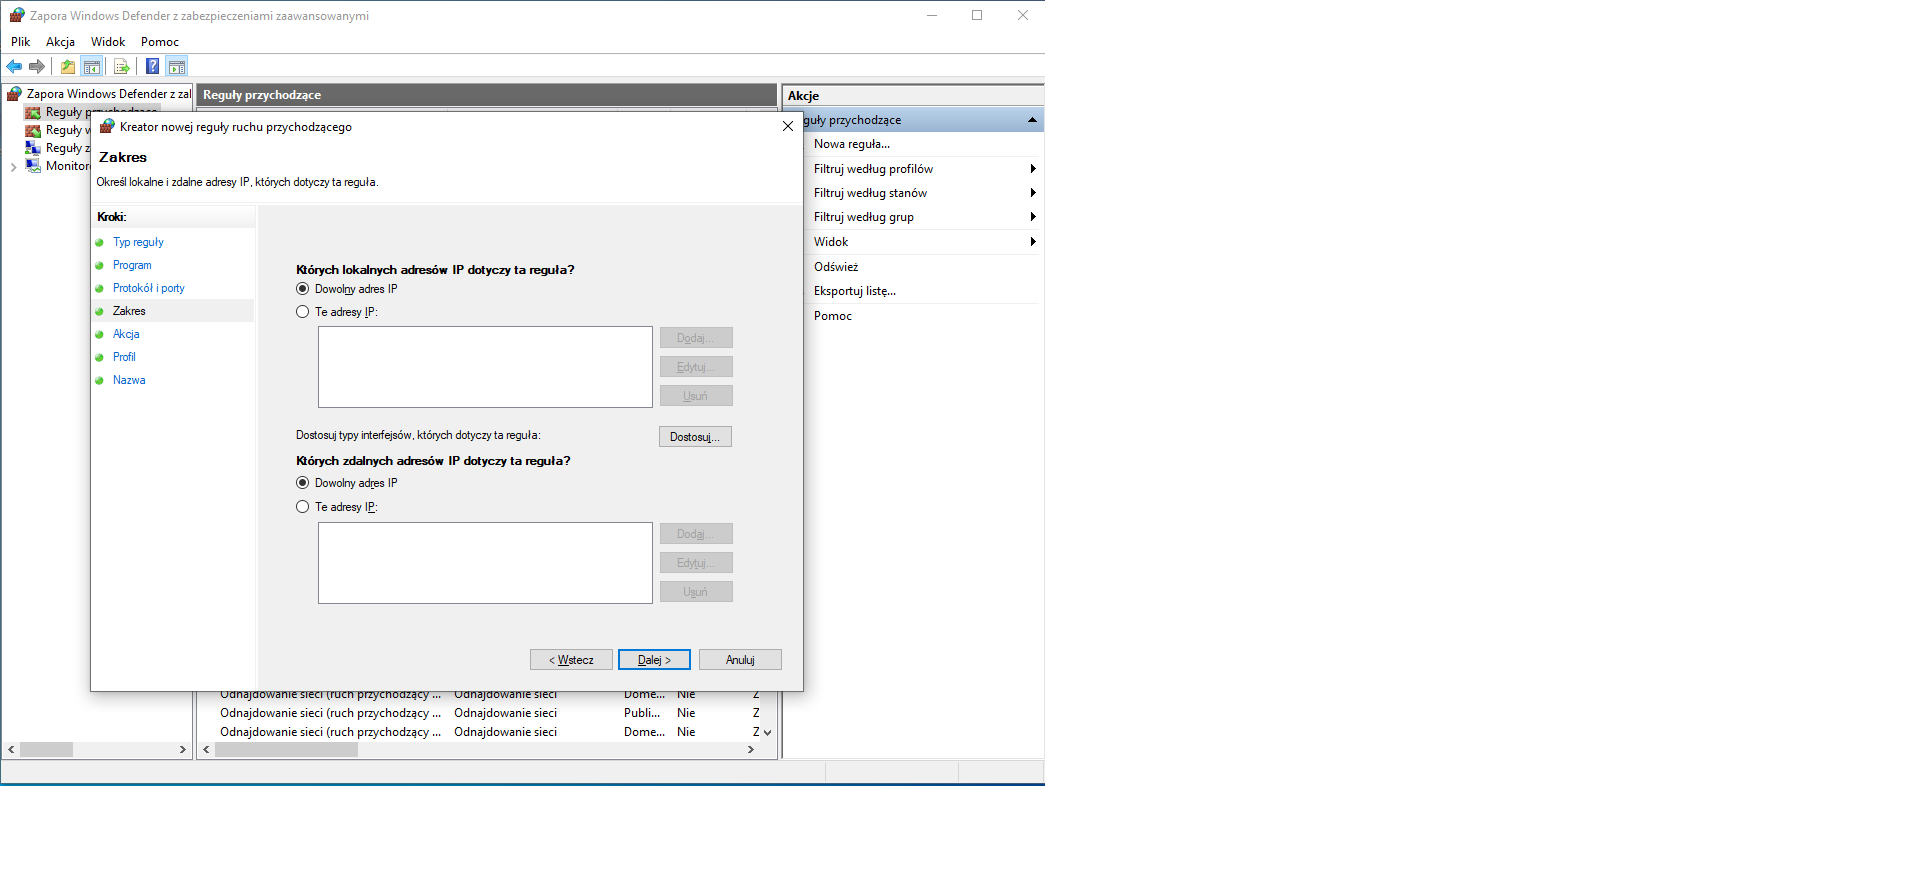 Zapora Windows Defender z zabezpieczeniami zaawansowanymi
Plik Akcja Widok Pomoc
Zapora Windows Defender z zal
Reguły przychodzące
Reguły w
Reguły z
Monitor
Reguły przychodzące
Kreator nowej reguły ruchu przychodzącego
Zakres
Określ lokalne i zdalne adresy IP, których dotyczy ta reguła.
Kroki:
Typ reguły
Program
Protokół i porty
Zakres
Akcja
Profil
Nazwa
Których lokalnych adresów IP dotyczy ta reguła?
Dowolny adres IP
Te adresy IP:
Dodaj...
Edytuj...
Usuń
Dostosuj typy interfejsów, których dotyczy ta reguła:
Dostosuj...
Których zdalnych adresów IP dotyczy ta reguła?
Dowolny adres IP
Te adresy IP:
Dodaj...
Edytuj...
Usuń
< Wstecz
Dalej >
Anuluj
Odnajdowanie sieci (ruch przychodzący ... Odnajdowanie sieci Dome... Nie Z
Odnajdowanie sieci (ruch przychodzący ... Odnajdowanie sieci Publi... Nie Z
Odnajdowanie sieci (ruch przychodzący ... Odnajdowanie sieci Dome... Nie Z
Akcje
guły przychodzące
Nowa reguła...
Filtruj według profilów
Filtruj według stanów
Filtruj według grup
Widok
Odśwież
Eksportuj listę...
Pomoc